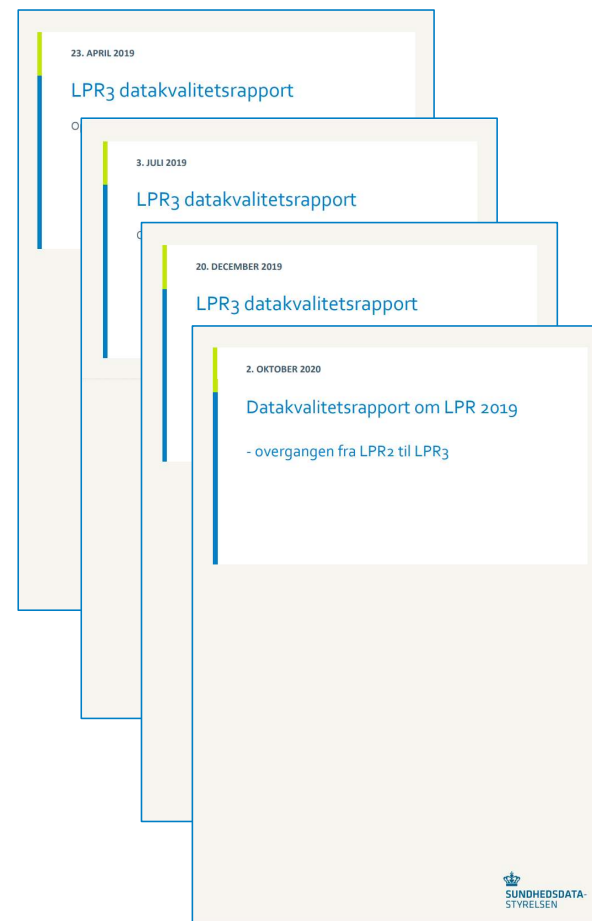 23. APRIL 2019
LPR3 datakvalitetsrapport
3. JULI 2019
LPR3 datakvalitetsrapport
20. DECEMBER 2019
LPR3 datakvalitetsrapport
2. OKTOBER 2020
Datakvalitetsrapport om LPR 2019
- overgangen fra LPR2 til LPR3
SUNDHEDSDATA-
STYRELSEN